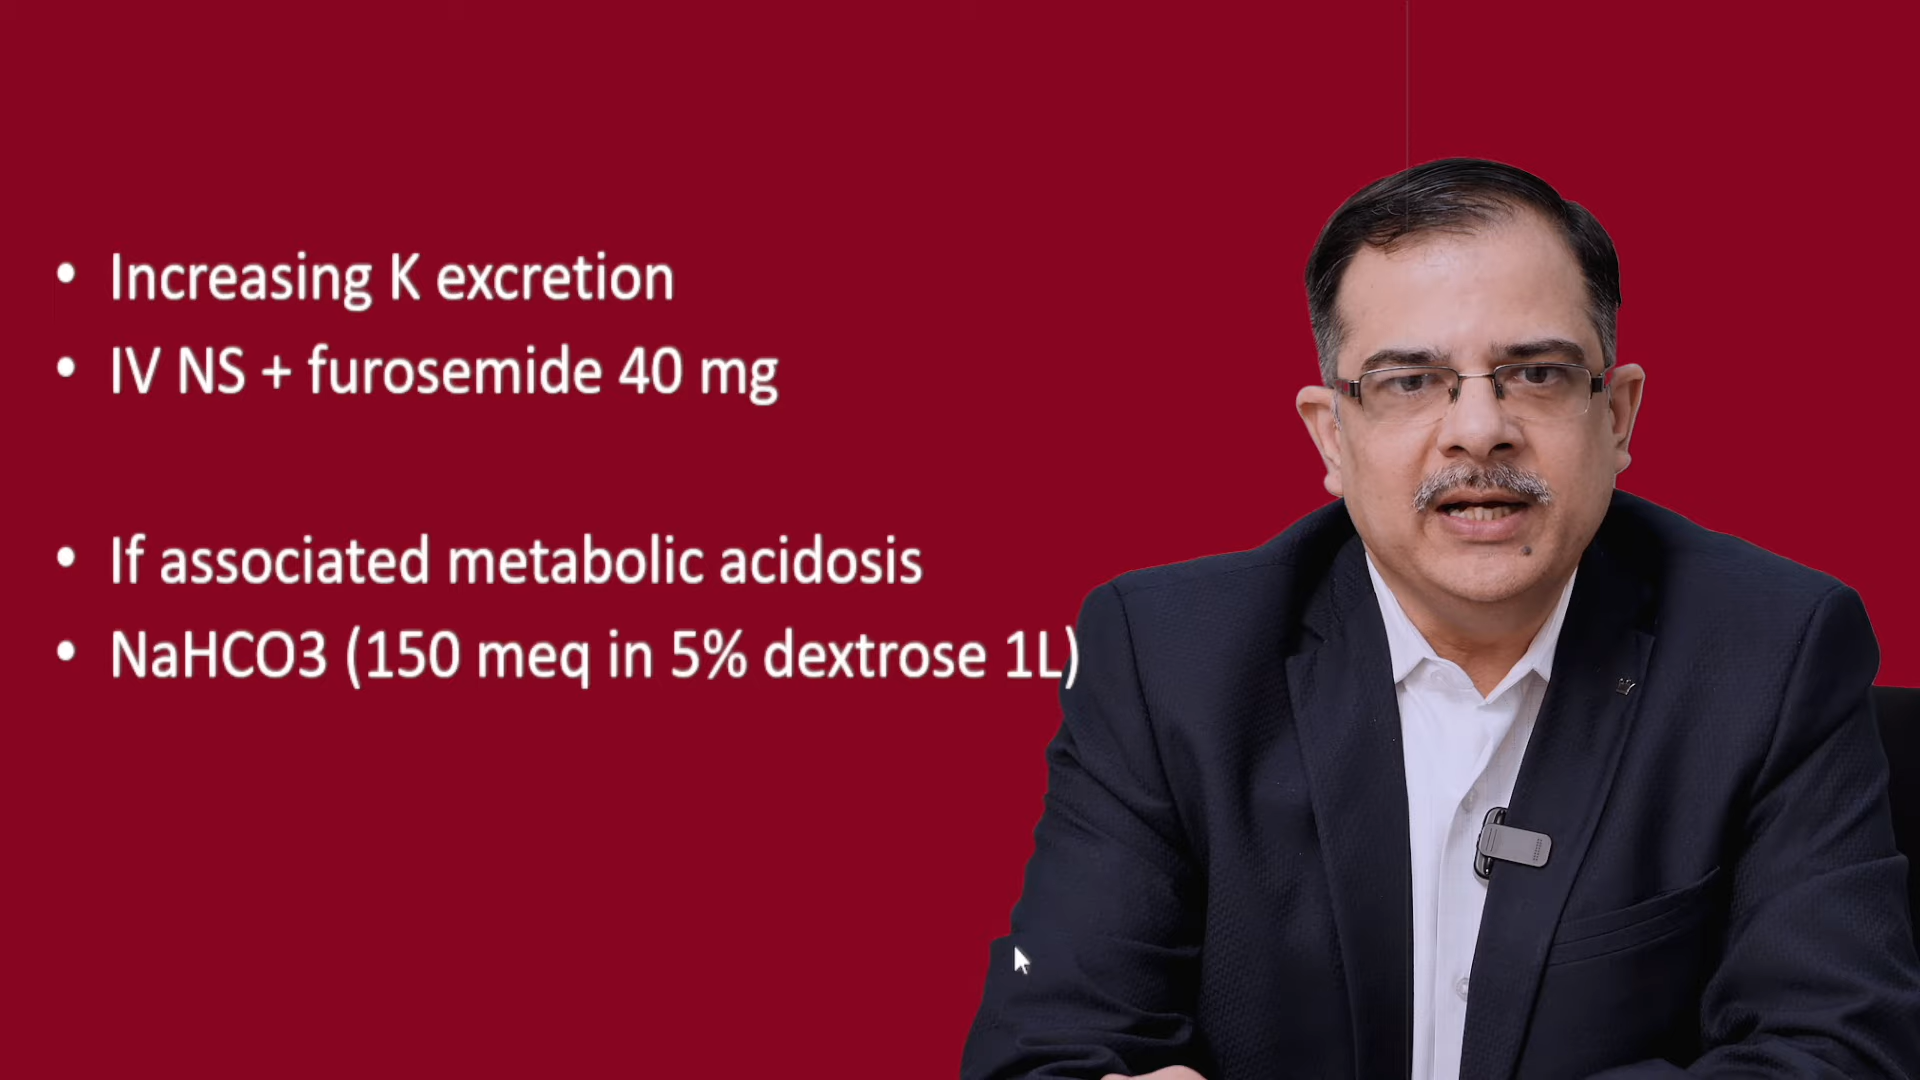 • Increasing K excretion
• IV NS + furosemide 40 mg
• If associated metabolic acidosis
• NaHCO3 (150 meq in 5% dextrose 1L)